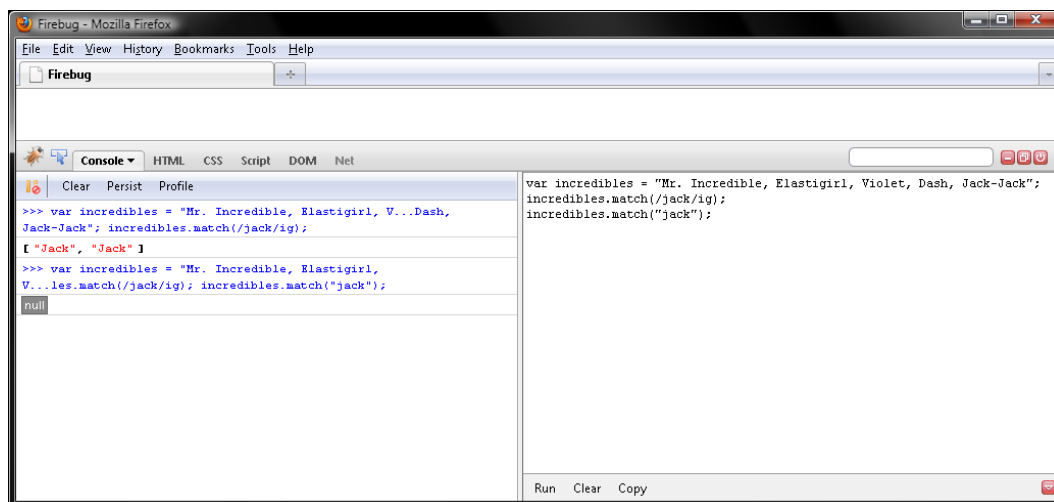 Firebug - Mozilla Firefox
File Edit View History Bookmarks Tools Help
Firebug
Console HTML CSS Script DOM Net
Clear Persist Profile
>>> var incredibles = "Mr. Incredible, Elastigirl, V...Dash,
Jack-Jack"; incredibles.match(/jack/ig);
[ "Jack", "Jack" ]
>>> var incredibles = "Mr. Incredible, Elastigirl,
V...les.match(/jack/ig); incredibles.match("jack");
null
var incredibles = "Mr. Incredible, Elastigirl, Violet, Dash, Jack-Jack";
incredibles.match(/jack/ig);
incredibles.match("jack");
Run Clear Copy